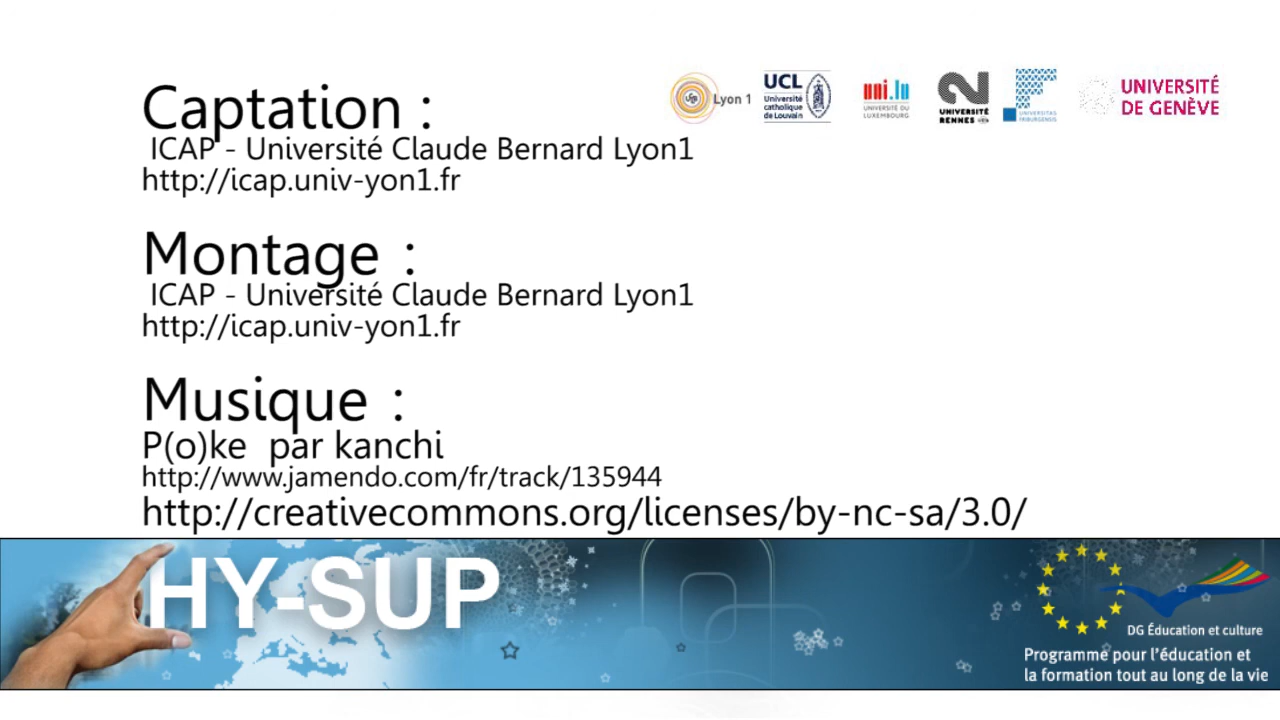 Captation :
ICAP - Université Claude Bernard Lyon1
http://icap.univ-yon1.fr
Montage :
ICAP - Université Claude Bernard Lyon1
http://icap.univ-yon1.fr
Musique :
P(o)ke par kanchi
http://www.jamendo.com/fr/track/135944
http://creativecommons.org/licenses/by-nc-sa/3.0/
Lyon 1
UCL
Université
catholique
de Louvain
uni.lu
UNIVERSITÉ DU
LUXEMBOURG
UNIVERSITÉ
RENNES
UNIVERSITAS
FRIBURGENSIS
UNIVERSITÉ
DE GENÈVE
HY-SUP
DG Éducation et culture
Programme pour l'éducation et
la formation tout au long de la vie